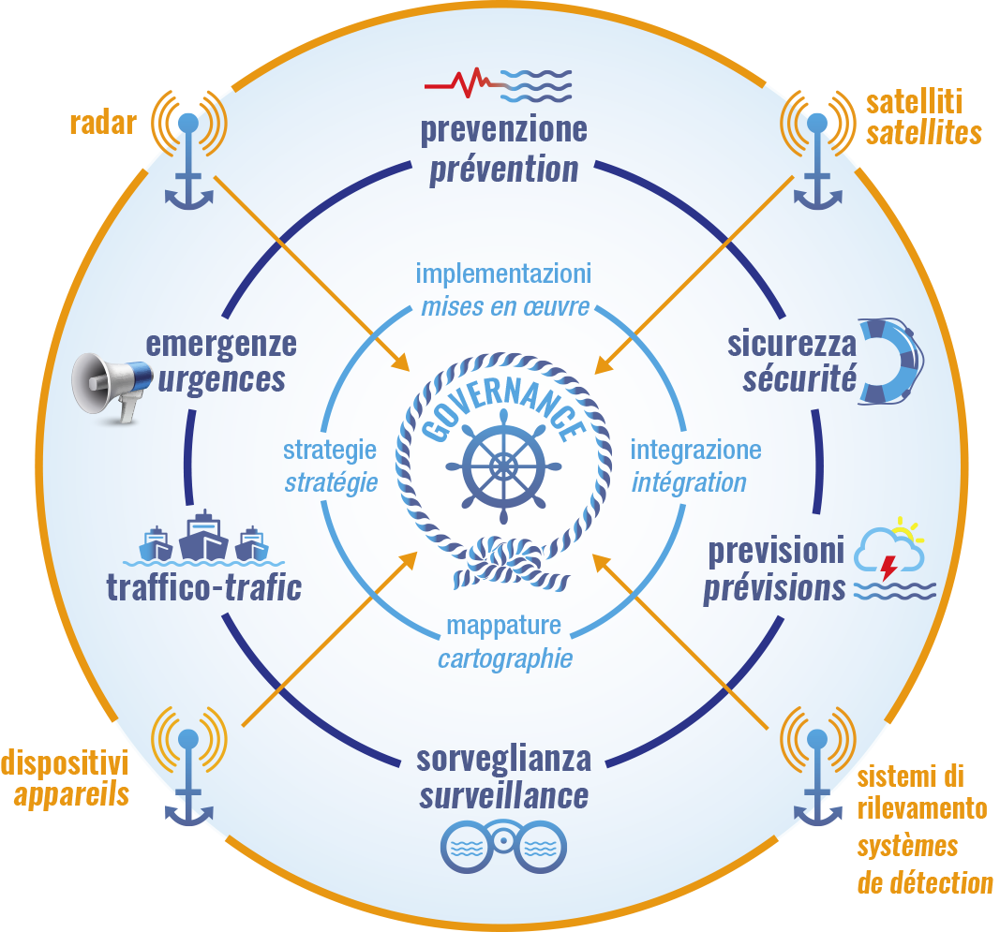 radar
satelliti
satellites
prevenzione
prévention
implementazioni
mises en œuvre
emergenze
urgences
sicurezza
sécurité
GOVERNANCE
strategie
stratégie
integrazione
intégration
traffico-trafic
previsioni
prévisions
mappature
cartographie
dispositivi
appareils
sorveglianza
surveillance
sistemi di
rilevamento
systèmes
de détection